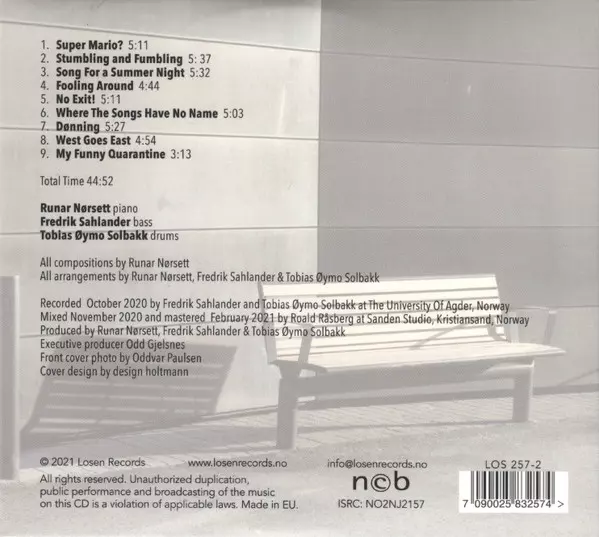 1. Super Mario? 5:11
2. Stumbling and Fumbling 5: 37
3. Song For a Summer Night 5:32
4. Fooling Around 4:44
5. No Exit! 5:11
6. Where The Songs Have No Name 5:03
7. Dønning 5:27
8. West Goes East 4:54
9. My Funny Quarantine 3:13
Total Time 44:52
Runar Nørsett piano
Fredrik Sahlander bass
Tobias Øymo Solbakk drums
All compositions by Runar Nørsett
All arrangements by Runar Nørsett, Fredrik Sahlander & Tobias Øymo Solbakk
Recorded October 2020 by Fredrik Sahlander and Tobias Øymo Solbakk at The University Of Agder, Norway
Mixed November 2020 and mastered February 2021 by Roald Råsberg at Sanden Studio, Kristiansand, Norway
Produced by Runar Nørsett, Fredrik Sahlander & Tobias Øymo Solbakk
Executive producer Odd Gjelsnes
Front cover photo by Oddvar Paulsen
Cover design by design holtmann
© 2021 Losen Records www.losenrecords.no info@losenrecords.no
All rights reserved. Unauthorized duplication,
public performance and broadcasting of the music
on this CD is a violation of applicable laws. Made in EU.
ncb
ISRC: NO2NJ2157
LOS 257-2
7 090025 832574 >